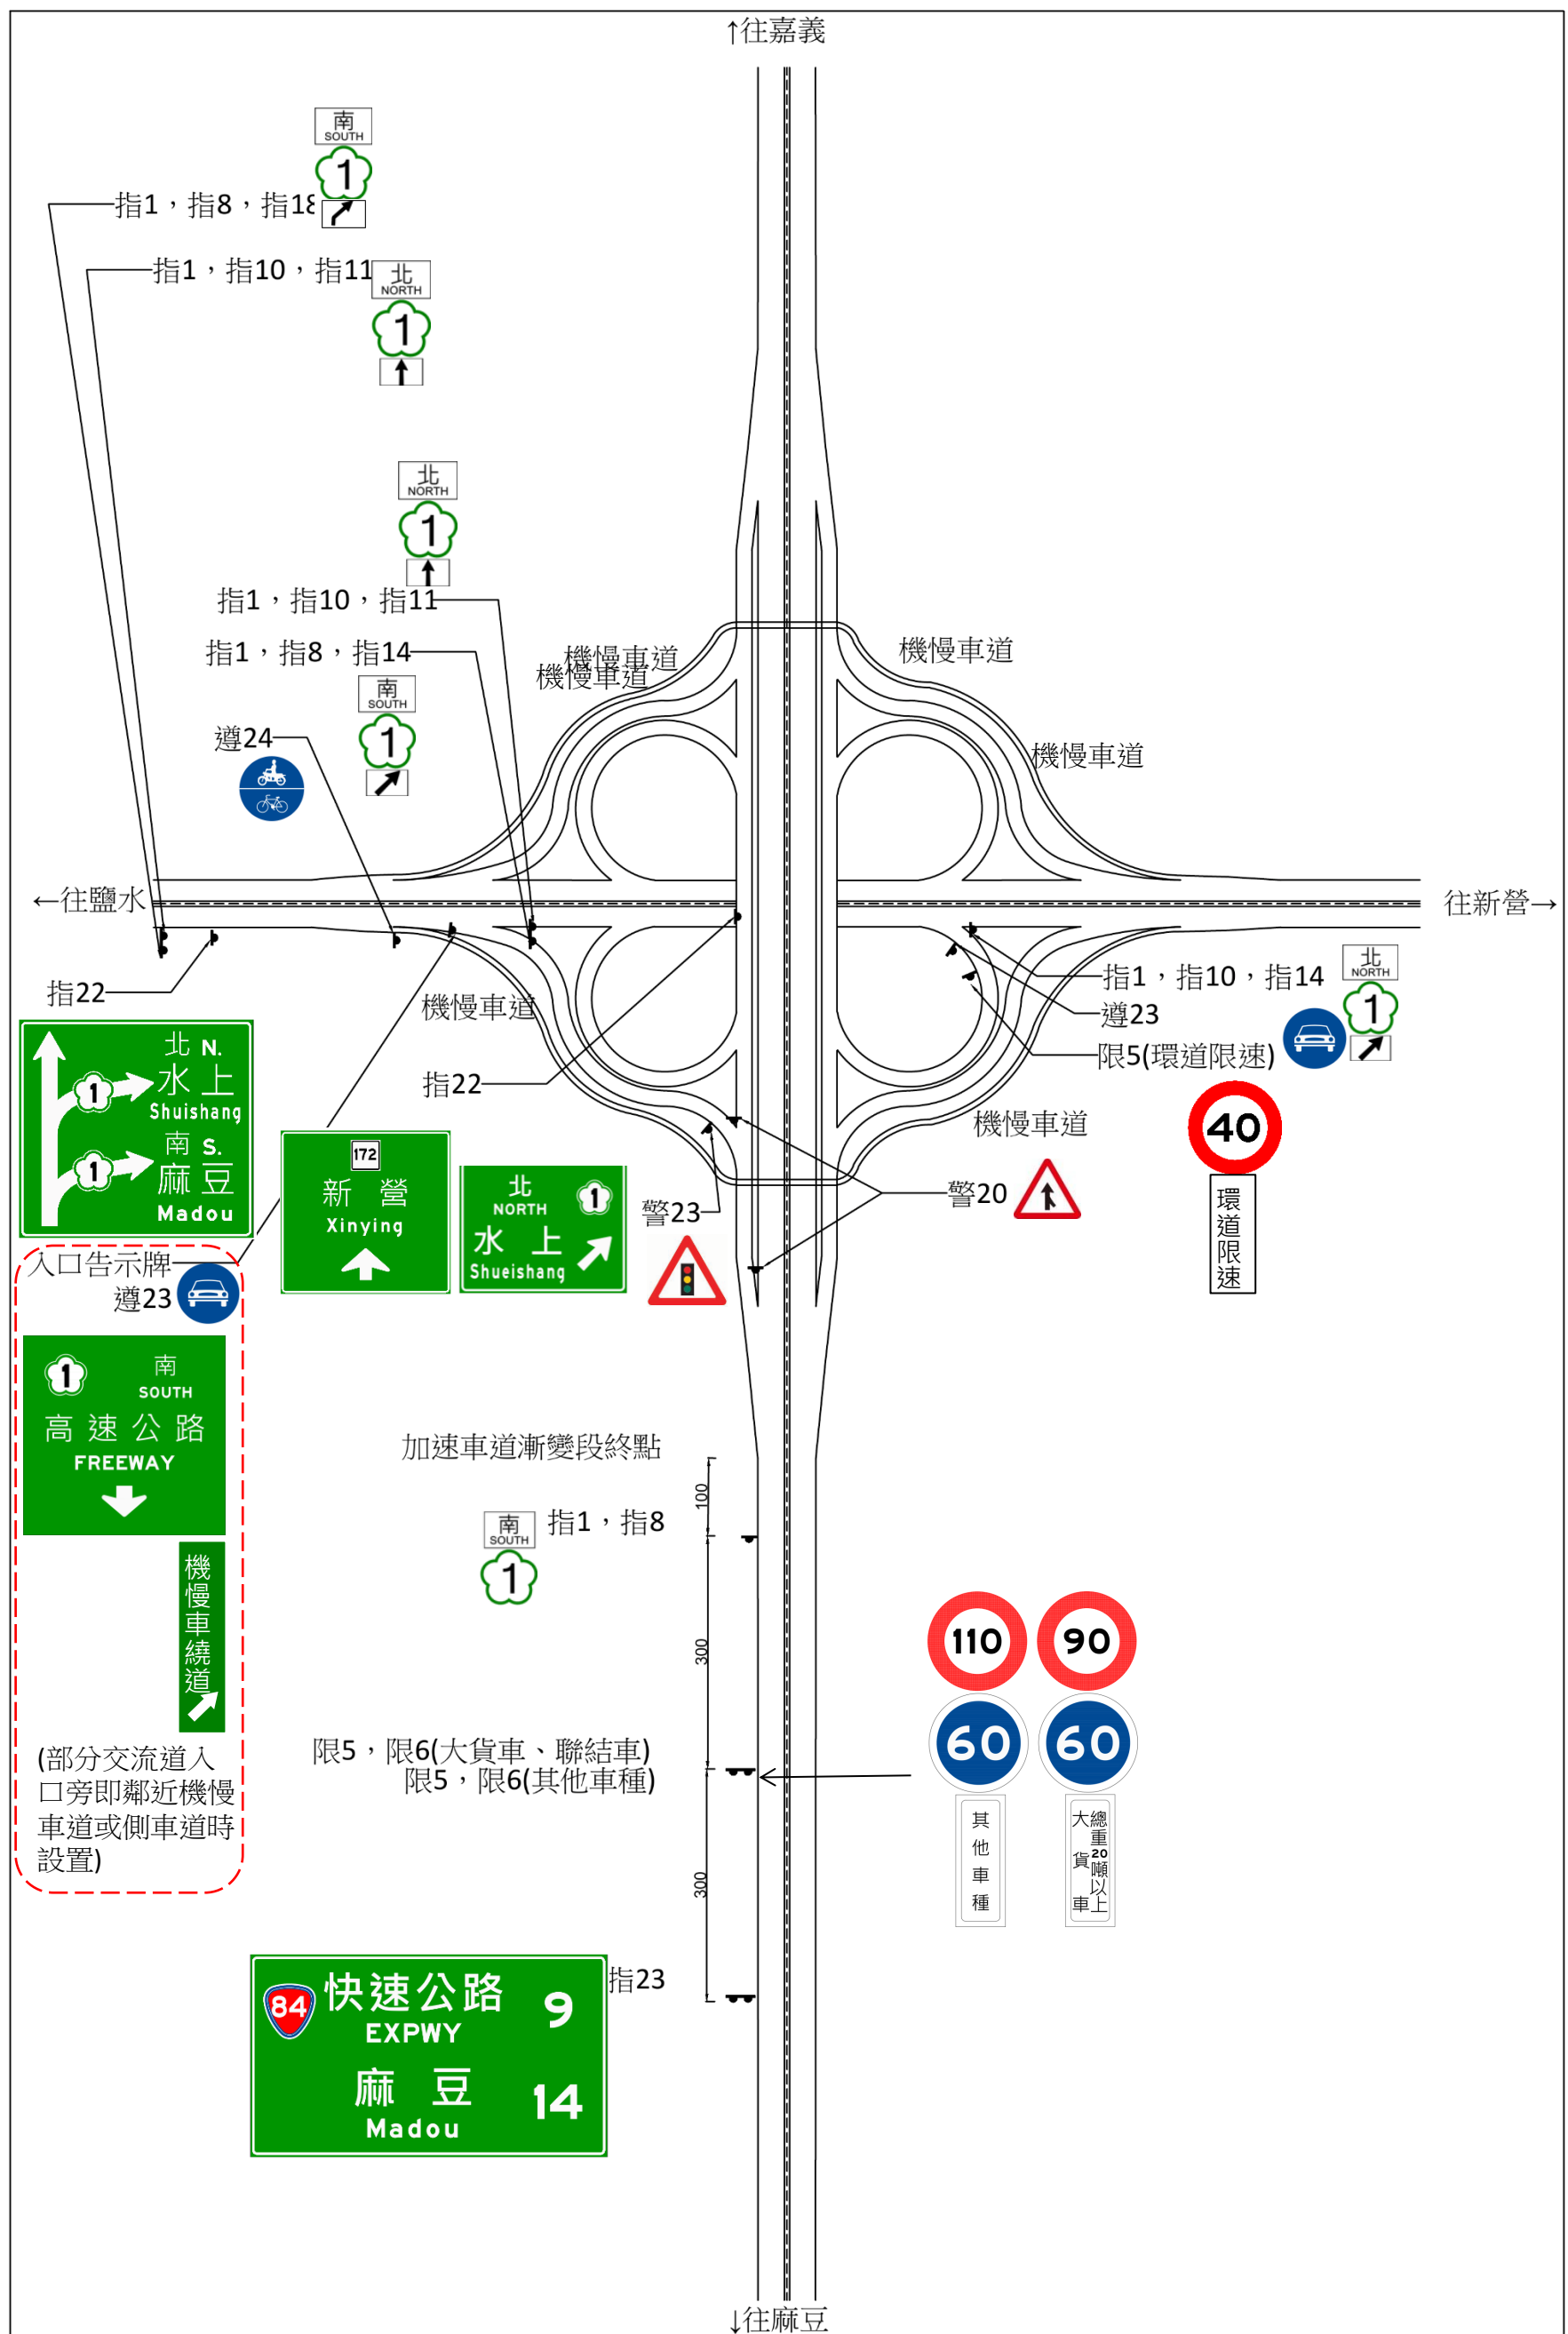 ↑往嘉義
南
SOUTH
1
指1，指8，指18
指1，指10，指11
北
NORTH
1
北
NORTH
1
指1，指10，指11
指1，指8，指14
南
SOUTH
1
遵24
機慢車道
機慢車道
機慢車道
機慢車道
←往鹽水
往新營→
指22
機慢車道
指22
指1，指10，指14
遵23
限5(環道限速)
北
NORTH
1
機慢車道
40
環道限速
北 N.
1
水上
Shuishang
南 S.
1
麻豆
Madou
172
新營
Xinying
北
NORTH
1
水上
Shueishang
警23
警20
入口告示牌
遵23
1
南
SOUTH
高速公路
FREEWAY
機慢車繞道
(部分交流道入
口旁即鄰近機慢
車道或側車道時
設置)
加速車道漸變段終點
100
南
SOUTH
1
指1，指8
300
限5，限6(大貨車、聯結車)
限5，限6(其他車種)
110
90
60
60
其他車種
大貨車
總重20噸以上
300
指23
84
快速公路
9
EXPWY
麻豆
14
Madou
↓往麻豆